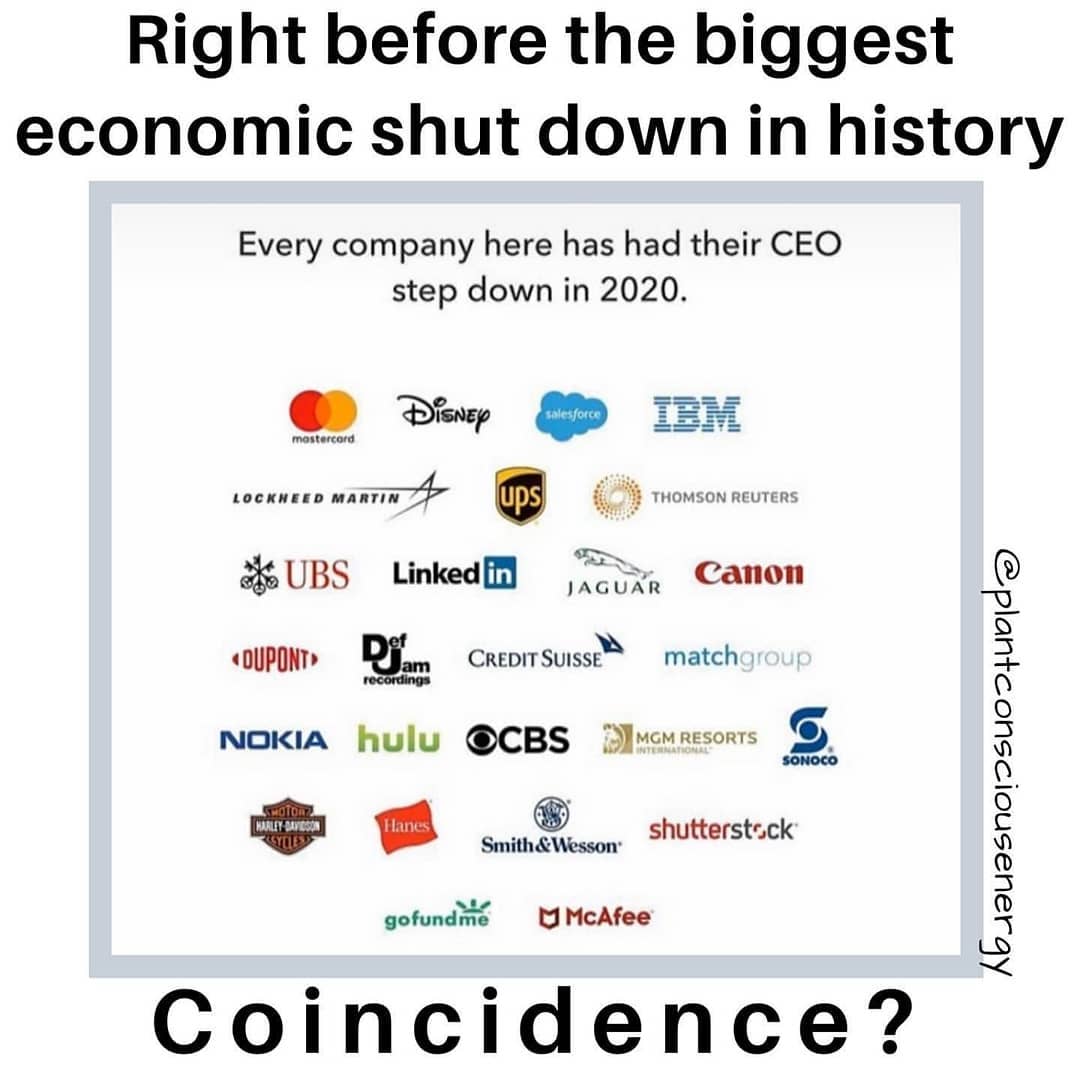 Right before the biggest
economic shut down in history
Every company here has had their CEO
step down in 2020.
mastercard
Disney
salesforce
IBM
LOCKHEED MARTIN
ups
THOMSON REUTERS
UBS
Linked in
JAGUAR
Canon
DUPONT
Def
Jam
recordings
CREDIT SUISSE
matchgroup
NOKIA
hulu
CBS
MGM RESORTS
INTERNATIONAL
SONOCO
MOTOR
HARLEY-DAVIDSON
CYCLES
Hanes
Smith&Wesson
shutterstock
gofundme
McAfee
@plantconsciousenergy
Coincidence?